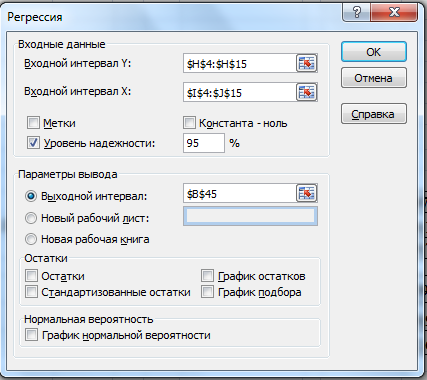 Регрессия
?
Входные данные
Входной интервал Y:
$H$4:$H$15
Входной интервал X:
$I$4:$J$15
Метки
Константа - ноль
Уровень надежности:
95
%
OK
Отмена
Справка
Параметры вывода
Выходной интервал:
$B$45
Новый рабочий лист:
Новая рабочая книга
Остатки
Остатки
График остатков
Стандартизованные остатки
График подбора
Нормальная вероятность
График нормальной вероятности